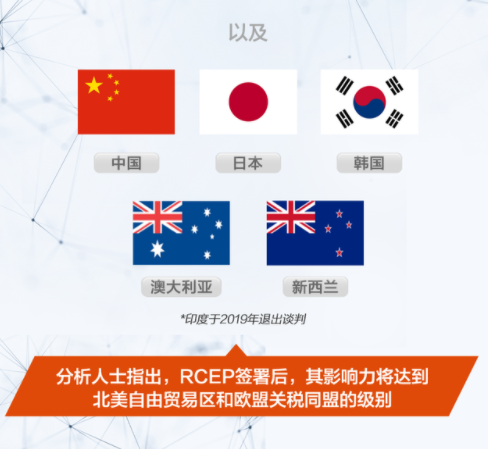 以及
中国 日本 韩国
澳大利亚 新西兰
*印度于2019年退出谈判
分析人士指出，RCEP签署后，其影响力将达到
北美自由贸易区和欧盟关税同盟的级别